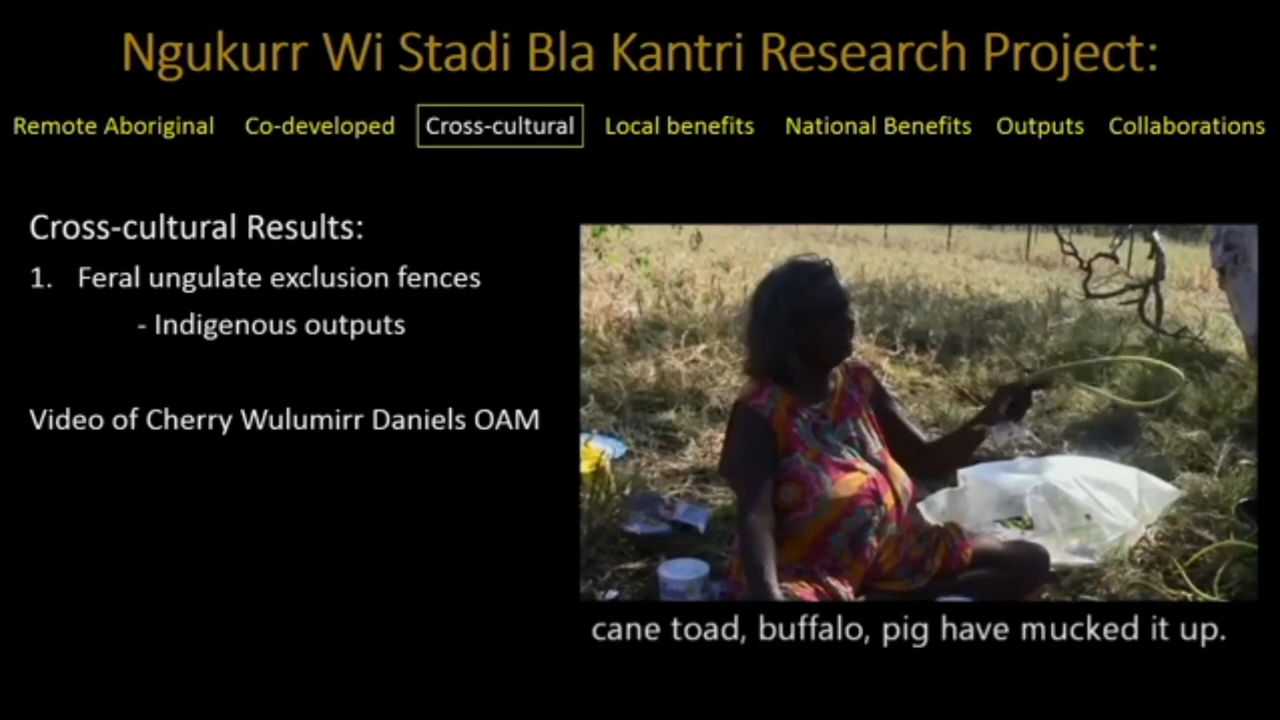 Ngukurr Wi Stadi Bla Kantri Research Project:
Remote Aboriginal Co-developed Cross-cultural Local benefits National Benefits Outputs Collaborations
Cross-cultural Results:
1. Feral ungulate exclusion fences
- Indigenous outputs
Video of Cherry Wulumirr Daniels OAM
cane toad, buffalo, pig have mucked it up.